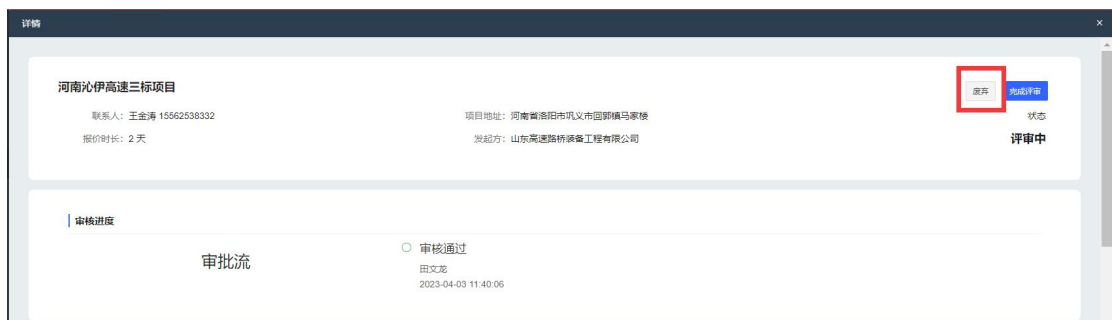 详情
×
河南沁伊高速三标项目
废弃 完成评审
联系人：王金涛 15562538332 项目地址：河南省洛阳市巩义市回郭镇马家楼 状态
报价时长：2 天 发起方：山东高速路桥装备工程有限公司 评审中
审核进度
审批流
审核通过
田文龙
2023-04-03 11:40:06